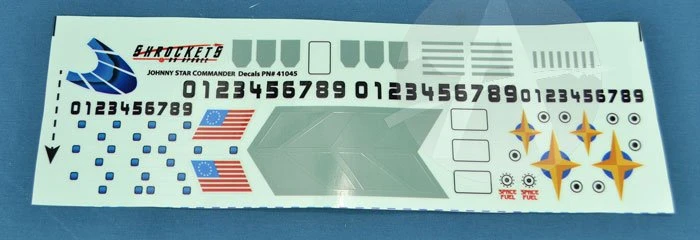 SHROCKETS
JOHNNY STAR COMMANDER Decals PN# 41045
0123456789 0123456789 0123456789
0123456789
SPACE FUEL SPACE FUEL